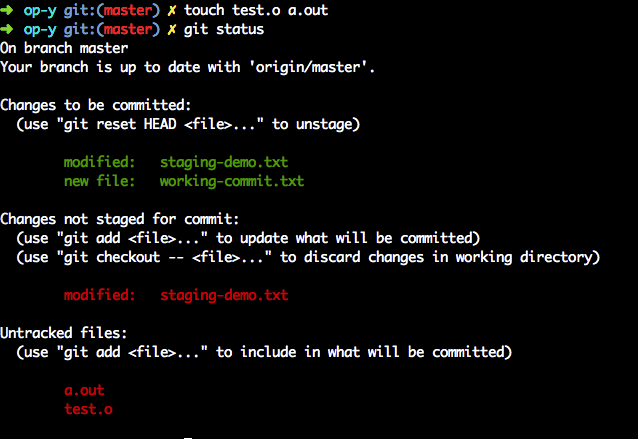 ➜ op-y git:(master) ✗ touch test.o a.out
➜ op-y git:(master) ✗ git status
On branch master
Your branch is up to date with 'origin/master'.
Changes to be committed:
(use "git reset HEAD <file>..." to unstage)
modified: staging-demo.txt
new file: working-commit.txt
Changes not staged for commit:
(use "git add <file>..." to update what will be committed)
(use "git checkout -- <file>..." to discard changes in working directory)
modified: staging-demo.txt
Untracked files:
(use "git add <file>..." to include in what will be committed)
a.out
test.o